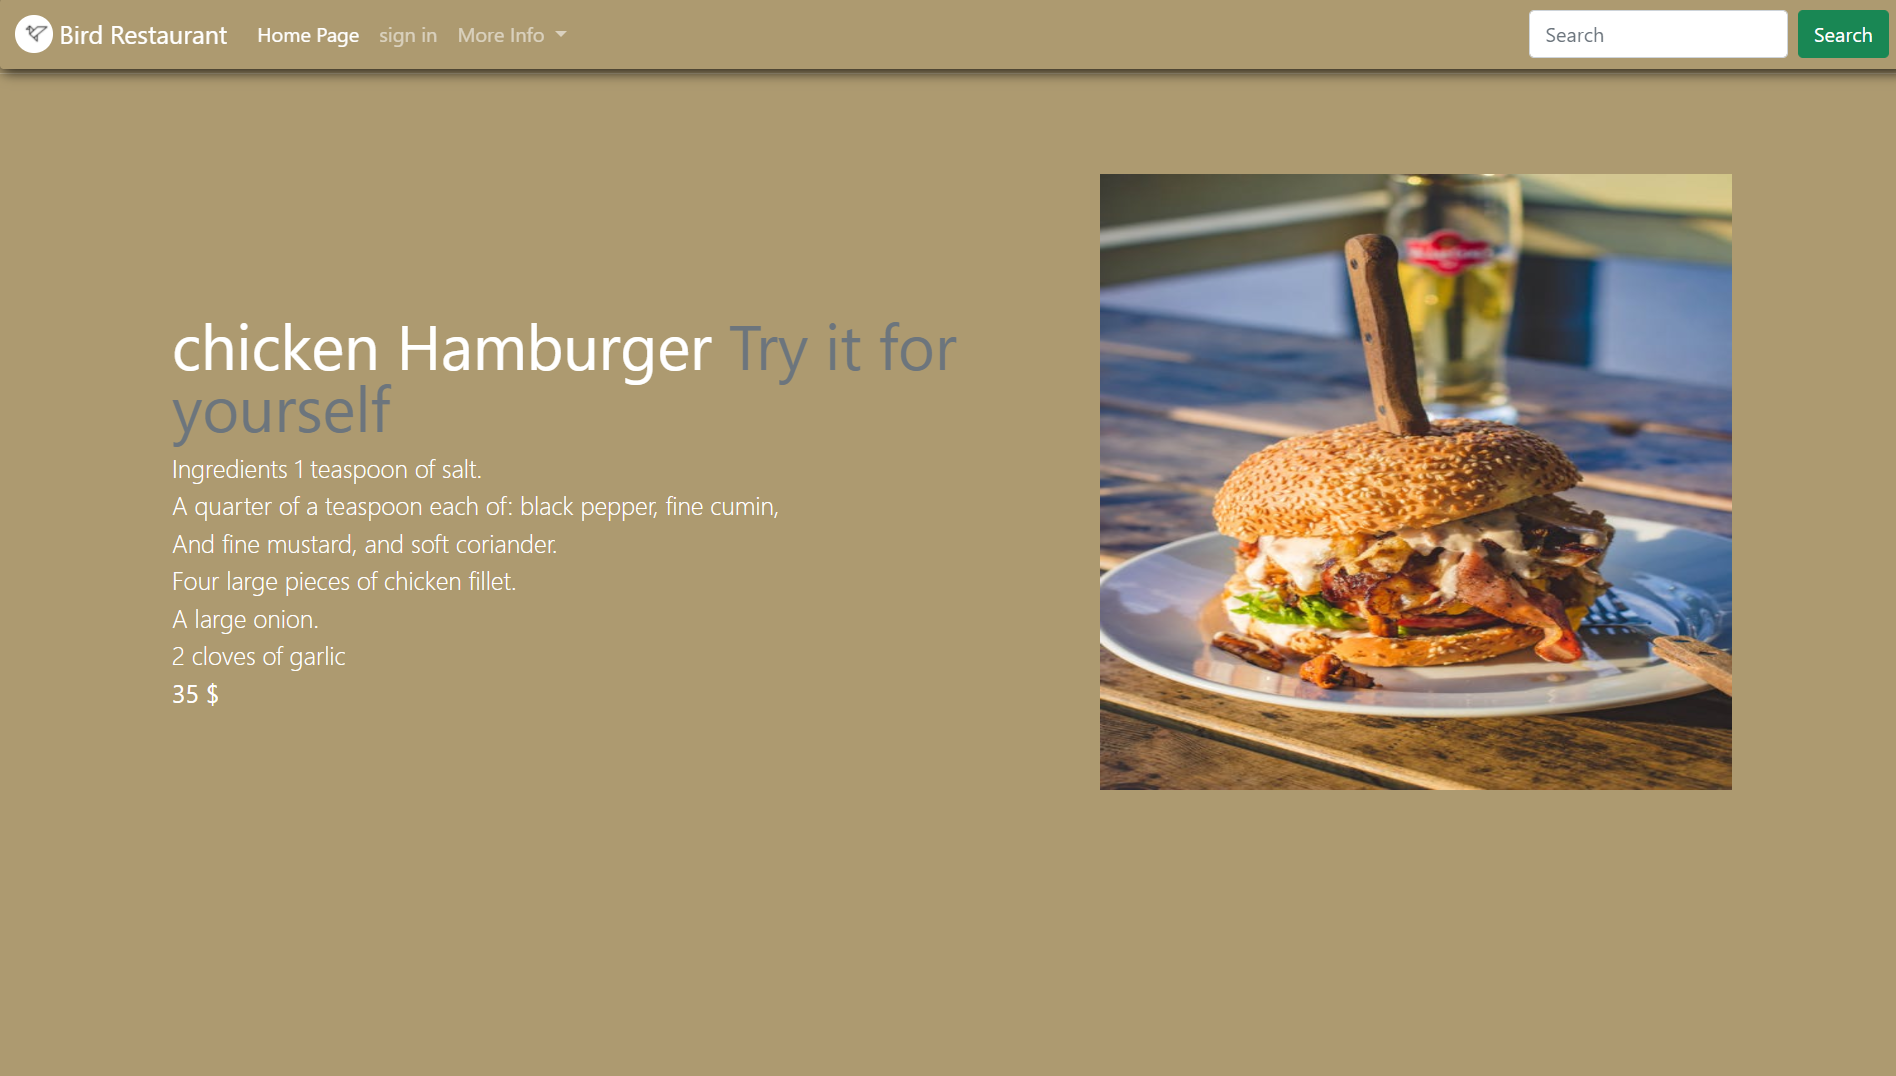 Bird Restaurant Home Page sign in More Info Search Search
chicken Hamburger Try it for
yourself
Ingredients 1 teaspoon of salt.
A quarter of a teaspoon each of: black pepper, fine cumin,
And fine mustard, and soft coriander.
Four large pieces of chicken fillet.
A large onion.
2 cloves of garlic
35 $